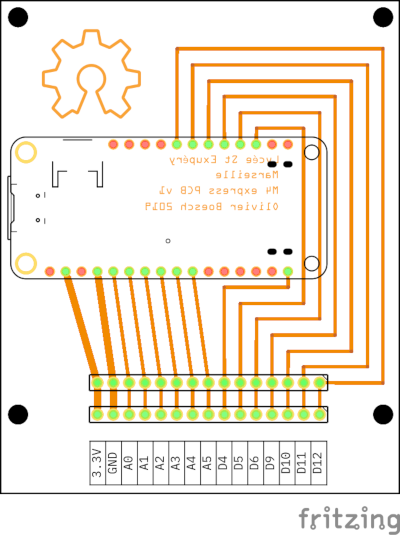 Lycée St Exupéry
Marseille
M4 express PCB v1
Olivier Boesch 2019
3.3V
GND
A0
A1
A2
A3
A4
A5
D4
D5
D6
D9
D10
D11
D12
fritzing